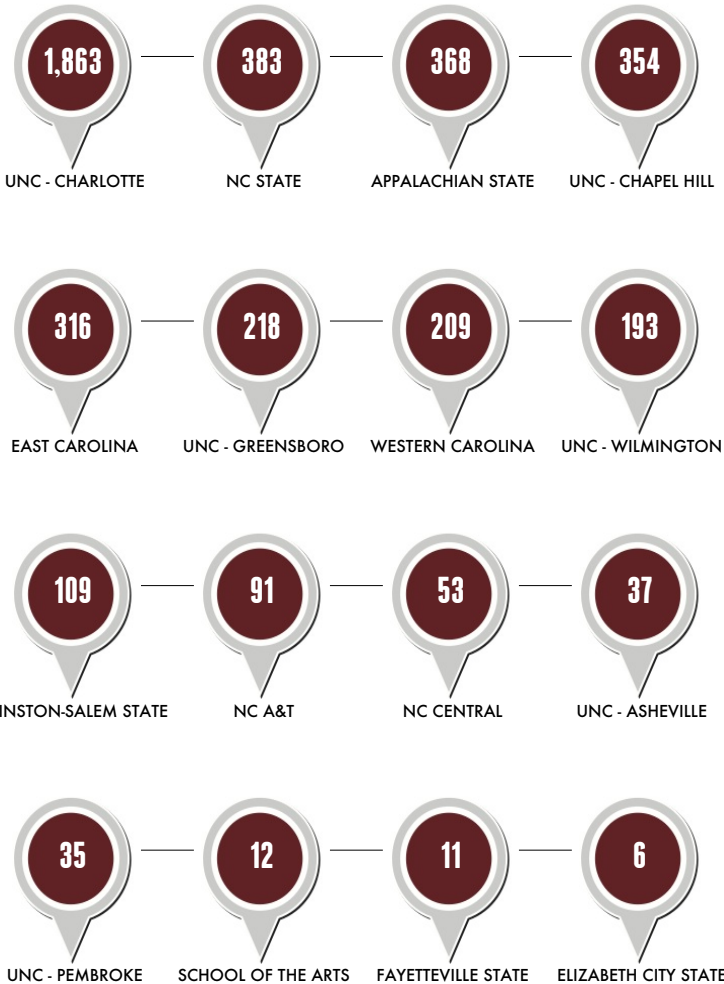 1,863 383 368 354
UNC - CHARLOTTE NC STATE APPALACHIAN STATE UNC - CHAPEL HILL
316 218 209 193
EAST CAROLINA UNC - GREENSBORO WESTERN CAROLINA UNC - WILMINGTON
109 91 53 37
INSTON-SALEM STATE NC A&T NC CENTRAL UNC - ASHEVILLE
35 12 11 6
UNC - PEMBROKE SCHOOL OF THE ARTS FAYETTEVILLE STATE ELIZABETH CITY STATE